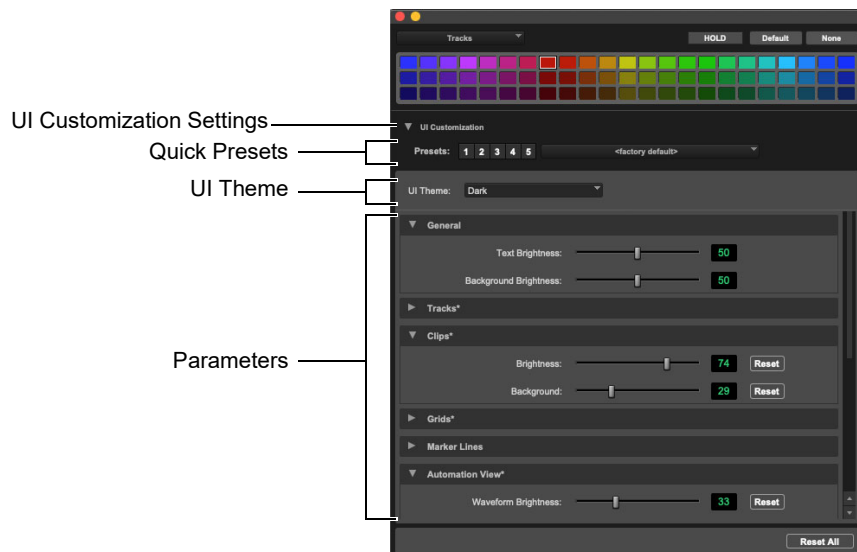 Tracks HOLD Default None
UI Customization Settings
UI Customization
Quick Presets
Presets: 1 2 3 4 5 <factory default>
UI Theme
UI Theme: Dark
General
Text Brightness: 50
Background Brightness: 50
Tracks*
Clips*
Parameters
Brightness: 74 Reset
Background: 29 Reset
Grids*
Marker Lines
Automation View*
Waveform Brightness: 33 Reset
Reset All